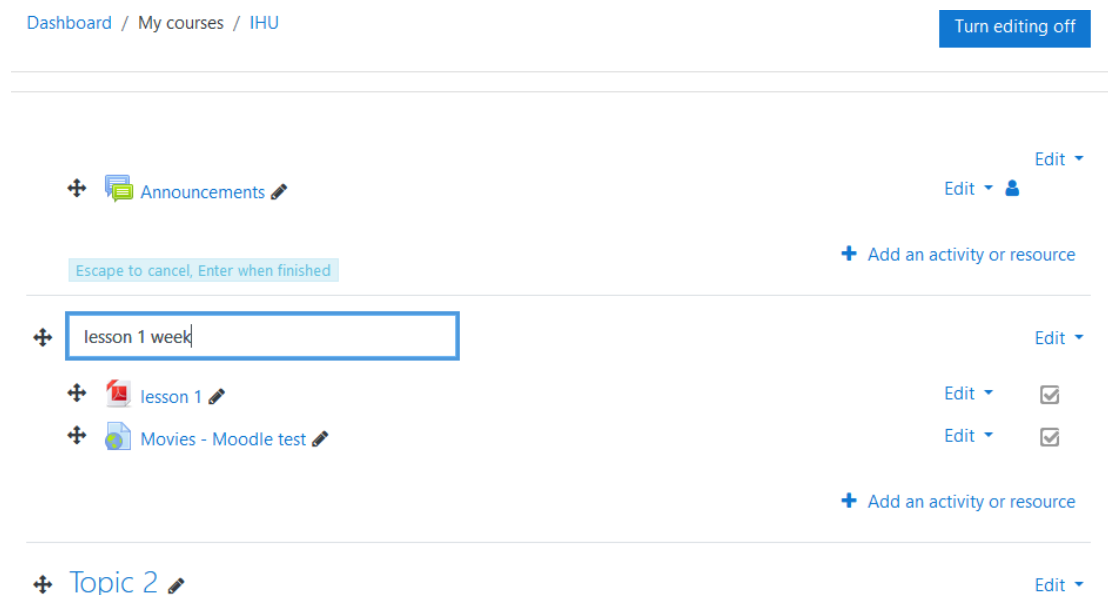 Dashboard / My courses / IHU
Turn editing off
Edit
Announcements
Edit
Add an activity or resource
Escape to cancel, Enter when finished
lesson 1 week
Edit
lesson 1
Edit
Movies - Moodle test
Edit
Add an activity or resource
Topic 2
Edit